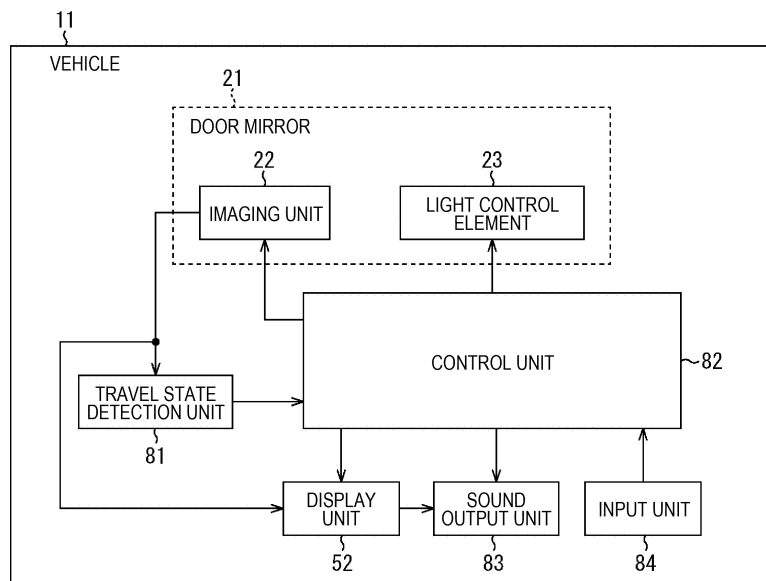 11
VEHICLE
21
DOOR MIRROR
22
23
IMAGING UNIT
LIGHT CONTROL
ELEMENT
CONTROL UNIT
82
TRAVEL STATE
DETECTION UNIT
81
DISPLAY
UNIT
SOUND
OUTPUT UNIT
INPUT UNIT
52
83
84